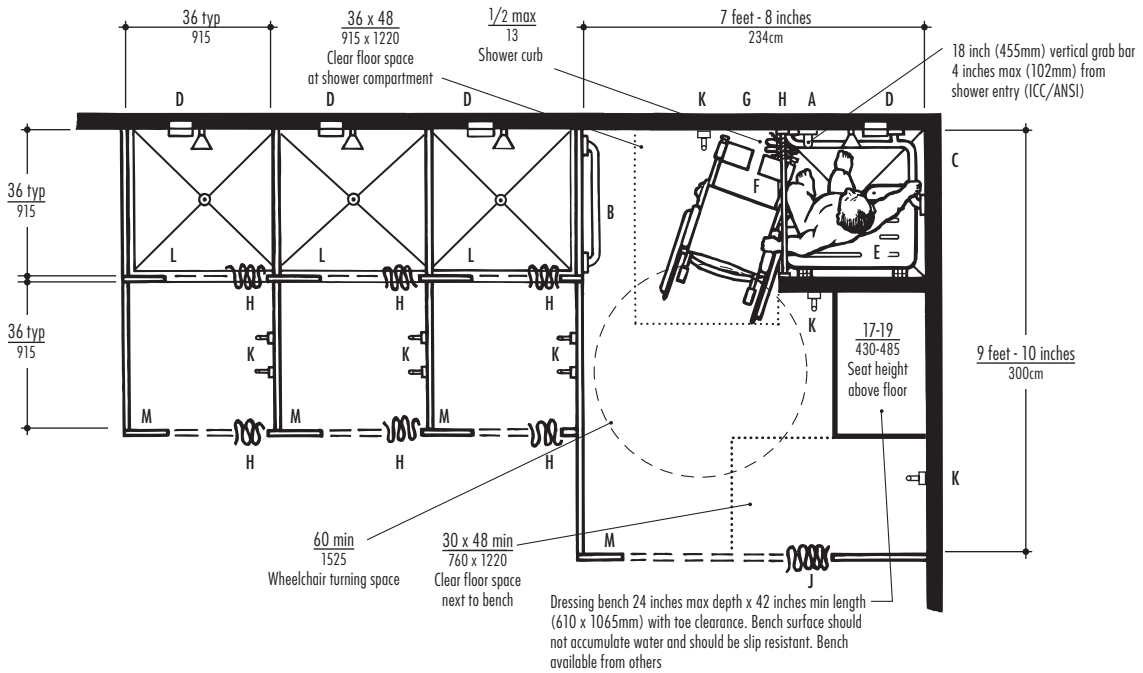 36 typ
915
36 x 48
915 x 1220
Clear floor space
at shower compartment
1/2 max
13
Shower curb
7 feet - 8 inches
234cm
18 inch (455mm) vertical grab bar
4 inches max (102mm) from
shower entry (ICC/ANSI)
D
D
D
K
G
H
A
D
C
36 typ
915
F
B
E
L
L
L
H
H
H
K
K
K
K
17-19
430-485
Seat height
above floor
9 feet - 10 inches
300cm
36 typ
915
M
M
M
H
H
H
K
60 min
1525
Wheelchair turning space
30 x 48 min
760 x 1220
Clear floor space
next to bench
M
J
Dressing bench 24 inches max depth x 42 inches min length
(610 x 1065mm) with toe clearance. Bench surface should
not accumulate water and should be slip resistant. Bench
available from others